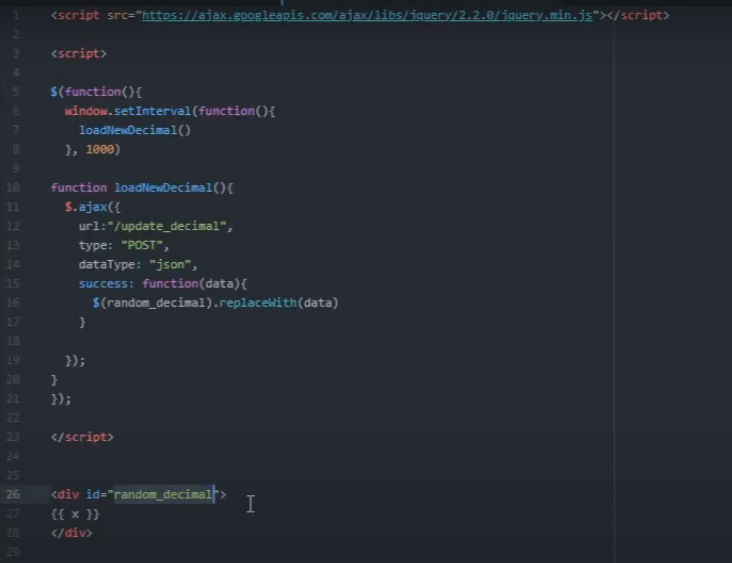 1 <script src="https://ajax.googleapis.com/ajax/libs/jquery/2.2.0/jquery.min.js"></script>
2
3 <script>
4
5 $(function(){
6 window.setInterval(function(){
7 loadNewDecimal()
8 }, 1000)
9
10 function loadNewDecimal(){
11 $.ajax({
12 url:"/update_decimal",
13 type: "POST",
14 dataType: "json",
15 success: function(data){
16 $(random_decimal).replaceWith(data)
17 }
18
19 });
20 }
21 });
22
23 </script>
24
25
26 <div id="random_decimal">
27 {{ x }}
28 </div>
29